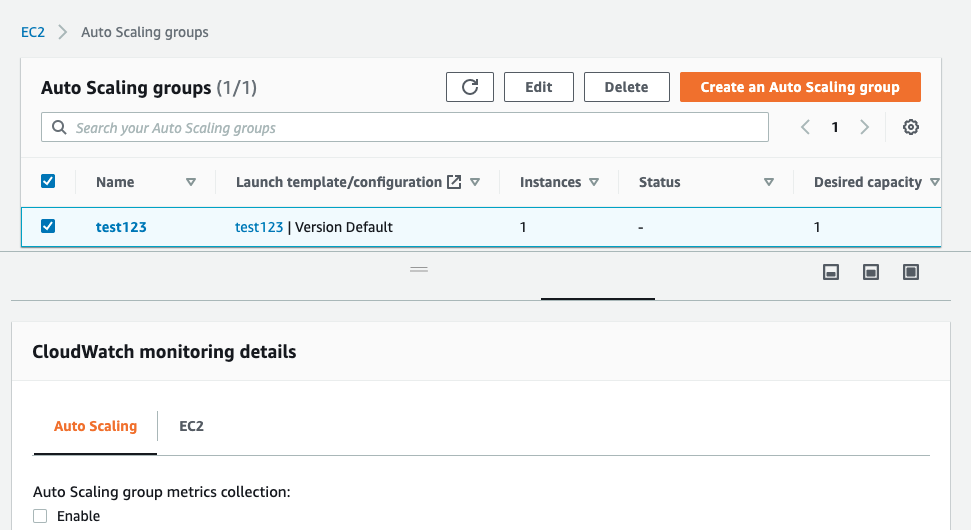 EC2 > Auto Scaling groups
Auto Scaling groups (1/1) Edit Delete Create an Auto Scaling group
Search your Auto Scaling groups 1
Name Launch template/configuration Instances Status Desired capacity
test123 test123 | Version Default 1 - 1
CloudWatch monitoring details
Auto Scaling EC2
Auto Scaling group metrics collection:
Enable